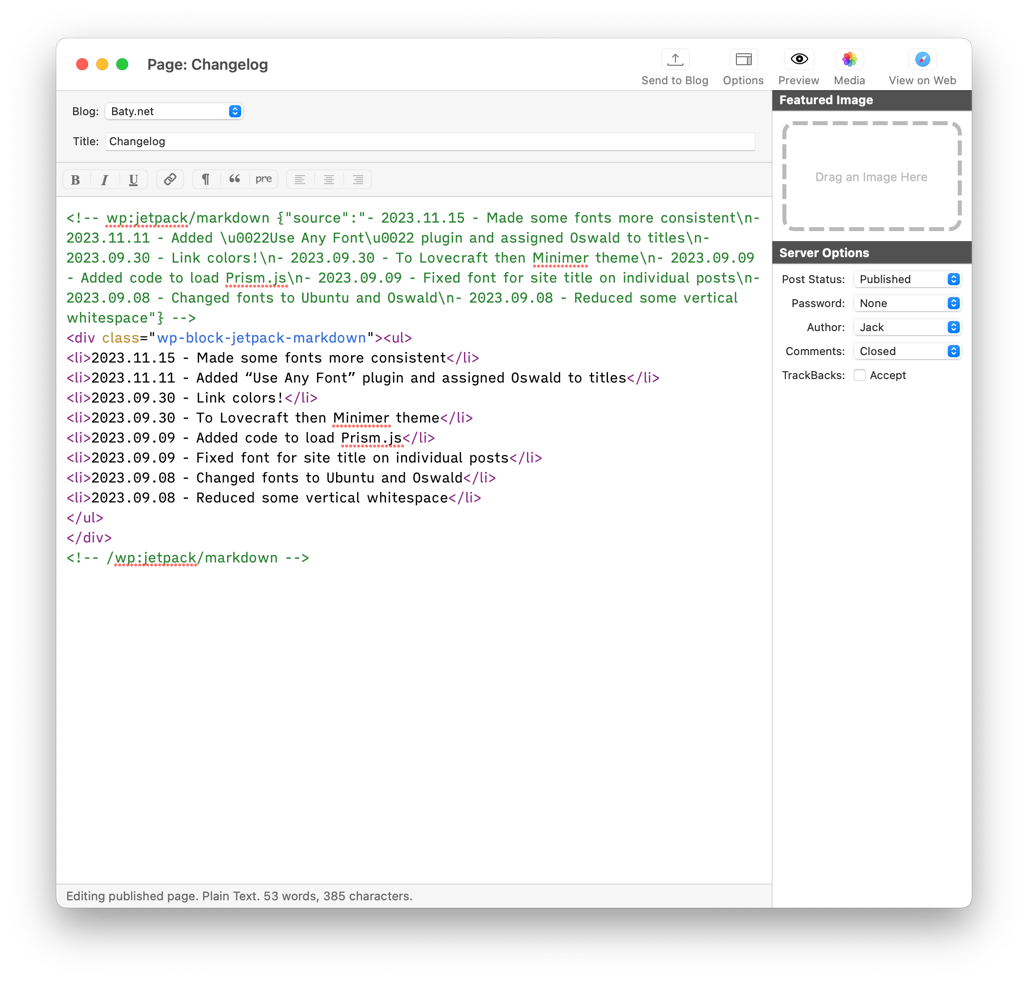 Page: Changelog
Send to Blog
Options
Preview
Media
View on Web
Blog:
Baty.net
Title:
Changelog
B
I
U
¶
“
pre
<!-- wp:jetpack/markdown {"source":"- 2023.11.15 - Made some fonts more consistent\n-
2023.11.11 - Added \u0022Use Any Font\u0022 plugin and assigned Oswald to titles\n-
2023.09.30 - Link colors!\n- 2023.09.30 - To Lovecraft then Minimer theme\n- 2023.09.09
- Added code to load Prism.js\n- 2023.09.09 - Fixed font for site title on individual posts\n-
2023.09.08 - Changed fonts to Ubuntu and Oswald\n- 2023.09.08 - Reduced some vertical
whitespace"} -->
<div class="wp-block-jetpack-markdown"><ul>
<li>2023.11.15 - Made some fonts more consistent</li>
<li>2023.11.11 - Added “Use Any Font” plugin and assigned Oswald to titles</li>
<li>2023.09.30 - Link colors!</li>
<li>2023.09.30 - To Lovecraft then Minimer theme</li>
<li>2023.09.09 - Added code to load Prism.js</li>
<li>2023.09.09 - Fixed font for site title on individual posts</li>
<li>2023.09.08 - Changed fonts to Ubuntu and Oswald</li>
<li>2023.09.08 - Reduced some vertical whitespace</li>
</ul>
</div>
<!-- /wp:jetpack/markdown -->
Editing published page. Plain Text. 53 words, 385 characters.
Featured Image
Drag an Image Here
Server Options
Post Status: Published
Password: None
Author: Jack
Comments: Closed
TrackBacks: Accept